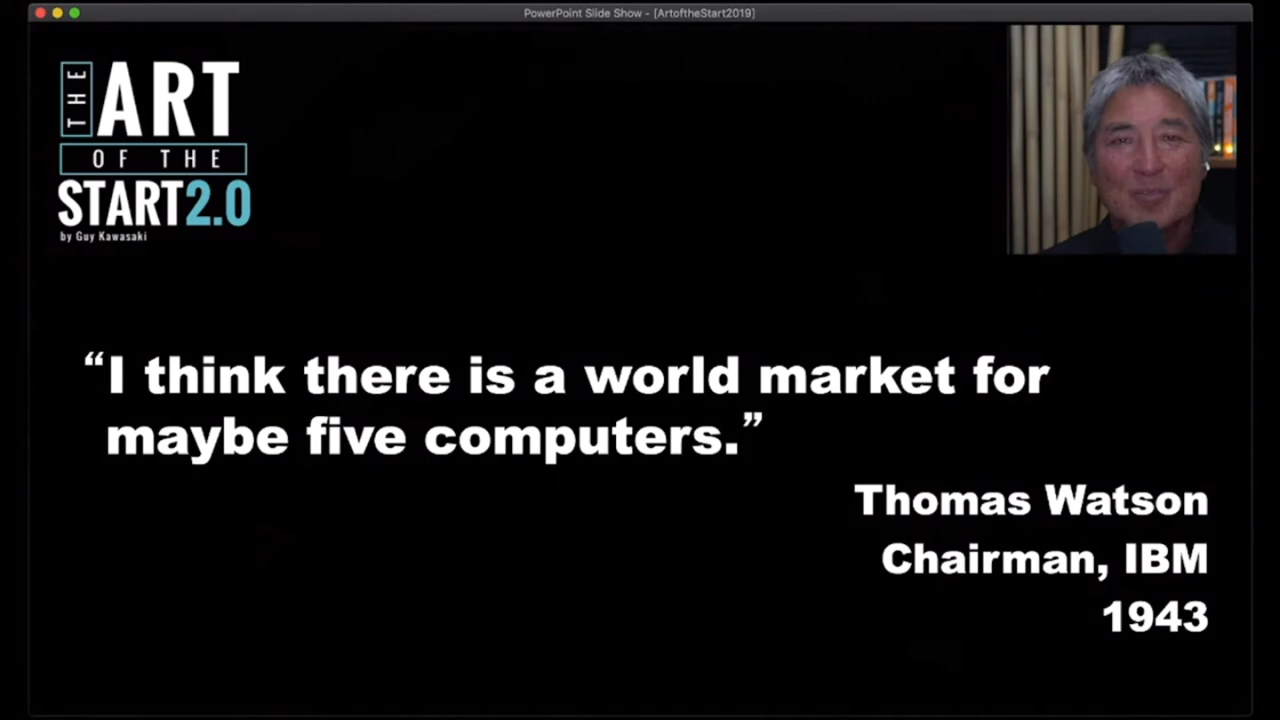 PowerPoint Slide Show - [ArtoftheStart2019]
THE
ART
OF THE
START2.0
by Guy Kawasaki
“I think there is a world market for
maybe five computers.”
Thomas Watson
Chairman, IBM
1943